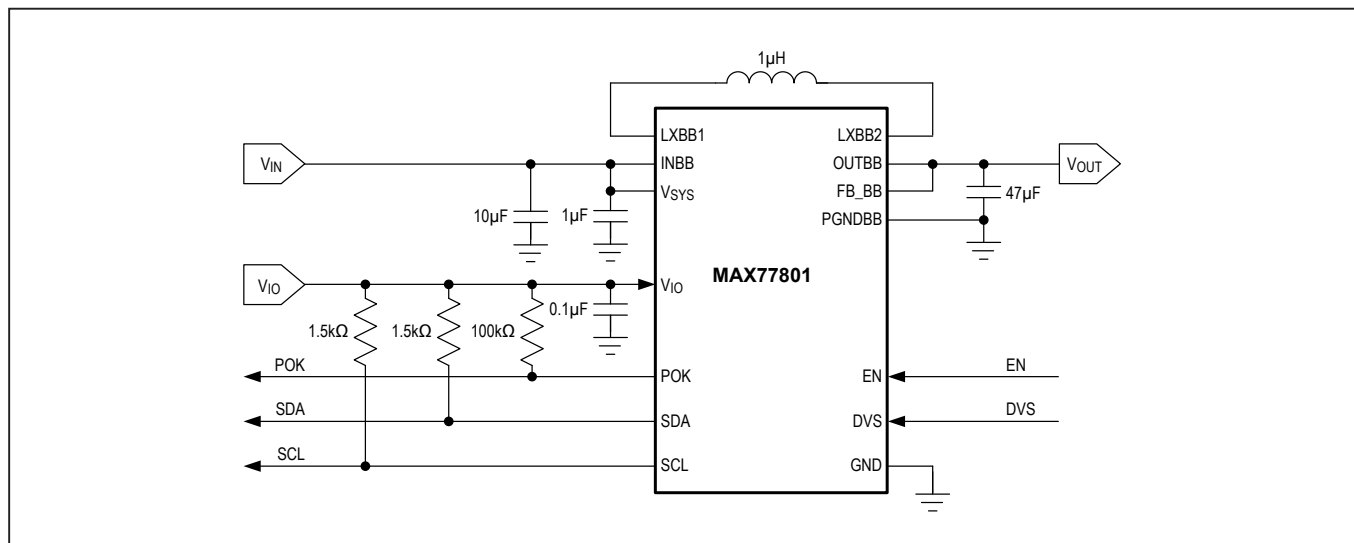 1µH
LXBB1 LXBB2
VIN INBB OUTBB VOUT
VSYS FB_BB
10µF 1µF 47µF
PGNDBB
MAX77801
VIO VIO
0.1µF
1.5kΩ 1.5kΩ 100kΩ
POK POK EN EN
SDA SDA DVS DVS
SCL SCL GND